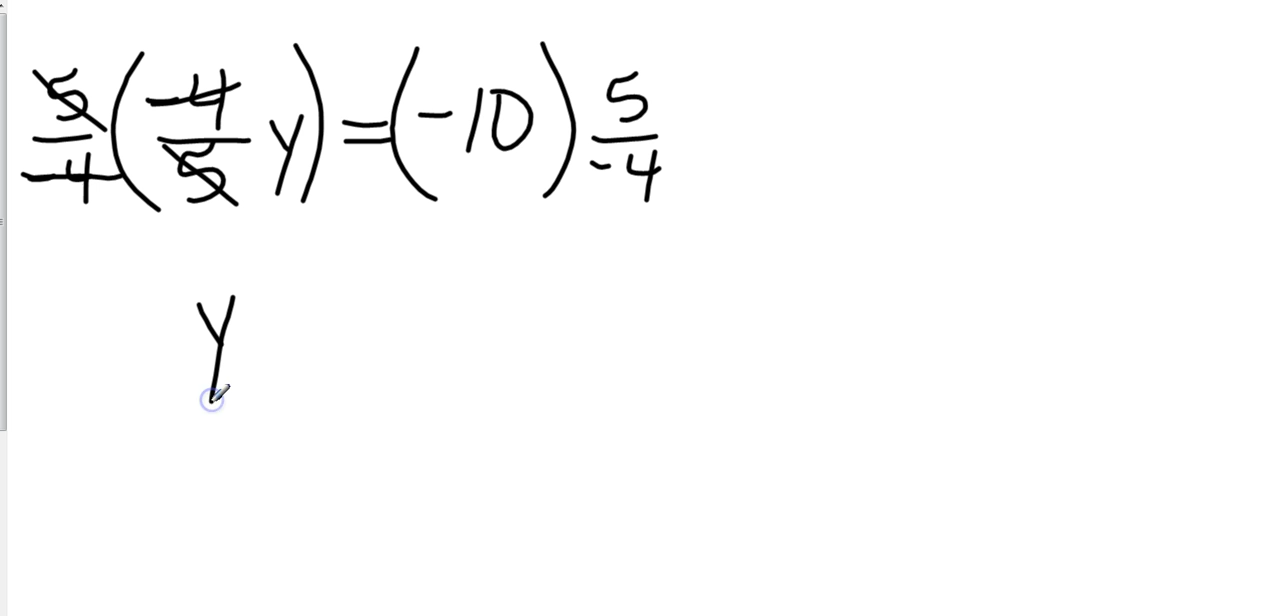 5/-4 (-4/5 y) = (-10) 5/-4
y